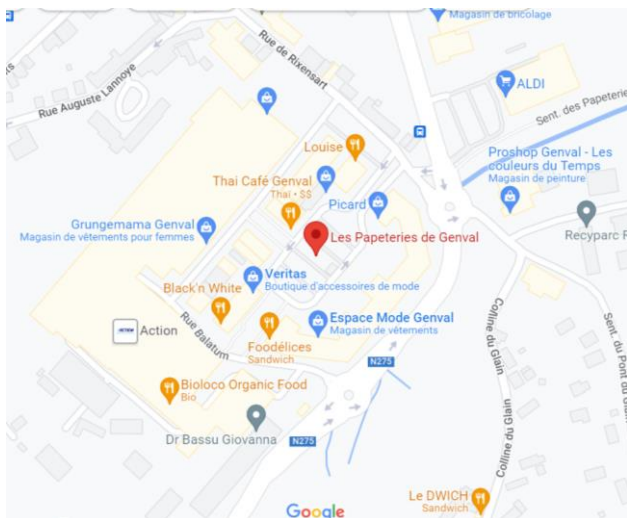 Magasin de bricolage
Rue de Rixensart
Rue Auguste Lannoye
ALDI
Sent. des Papeterie
Louise
Proshop Genval - Les
couleurs du Temps
Magasin de peinture
Thai Café Genval
Thaï • $$
Picard
Grungemama Genval
Magasin de vêtements pour femmes
Les Papeteries de Genval
Recyparc R
Veritas
Boutique d'accessoires de mode
Black'n White
Espace Mode Genval
Magasin de vêtements
ACTION
Action
Rue Balatum
Foodélices
Sandwich
Colline du Glain
Sent. du Pont du Glain
N275
Bioloco Organic Food
Bio
Dr Bassu Giovanna
N275
Colline du Glain
Le DWICH
Sandwich
Google